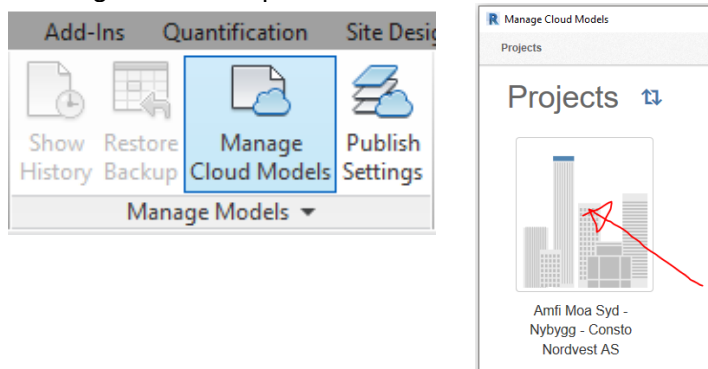 Add-Ins Quantification Site Desig
Show History
Restore Backup
Manage Cloud Models
Publish Settings
Manage Models
R Manage Cloud Models
Projects
Projects
Amfi Moa Syd -
Nybygg - Consto
Nordvest AS